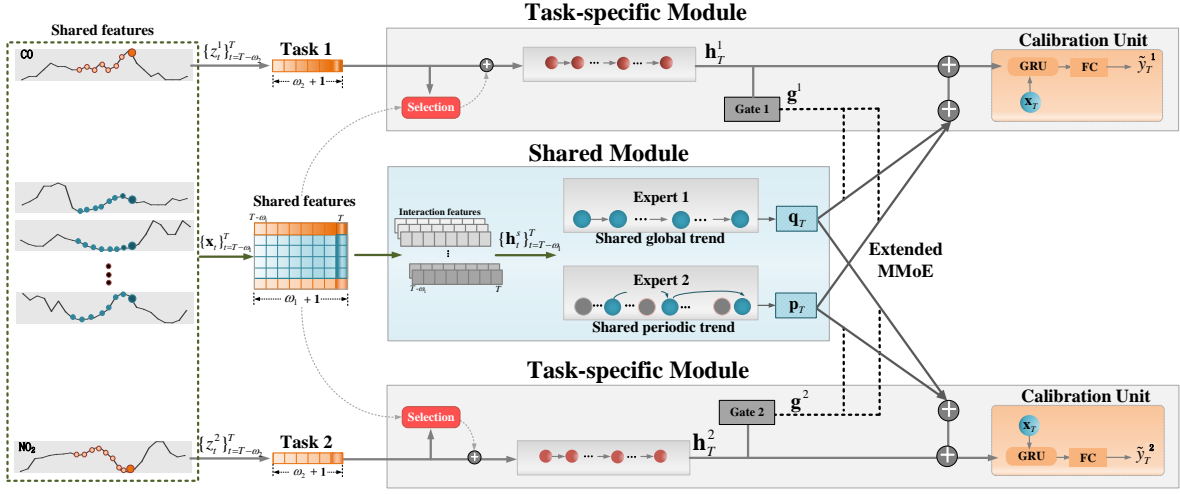 Task-specific Module
Shared features
CO
{z_t^1}_{t=T-ω_2}^T
Task 1
ω_2 + 1
Selection
h_T^1
Gate 1
g^1
Calibration Unit
GRU
FC
ỹ_T^1
x_T
Shared Module
Shared features
T-ω_1
T
{x_t}_{t=T-ω_1}^T
ω_1 + 1
Interaction features
T-ω_1
T
{h_t^s}_{t=T-ω_1}^T
Expert 1
Shared global trend
q_T
Expert 2
Shared periodic trend
p_T
Extended
MMoE
Task-specific Module
NO₂
{z_t^2}_{t=T-ω_2}^T
Task 2
ω_2 + 1
Selection
h_T^2
Gate 2
g^2
Calibration Unit
x_T
GRU
FC
ỹ_T^2